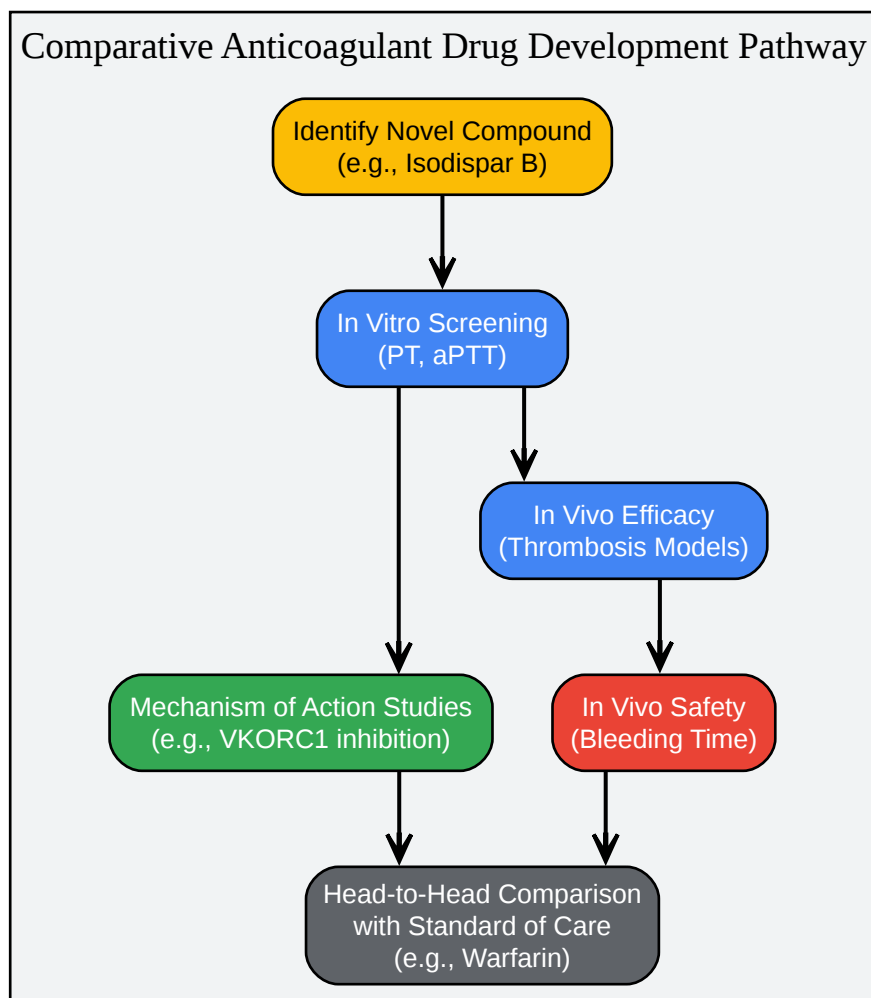 Comparative Anticoagulant Drug Development Pathway
Identify Novel Compound
(e.g., Isodispar B)
In Vitro Screening
(PT, aPTT)
In Vivo Efficacy
(Thrombosis Models)
Mechanism of Action Studies
(e.g., VKORC1 inhibition)
In Vivo Safety
(Bleeding Time)
Head-to-Head Comparison
with Standard of Care
(e.g., Warfarin)